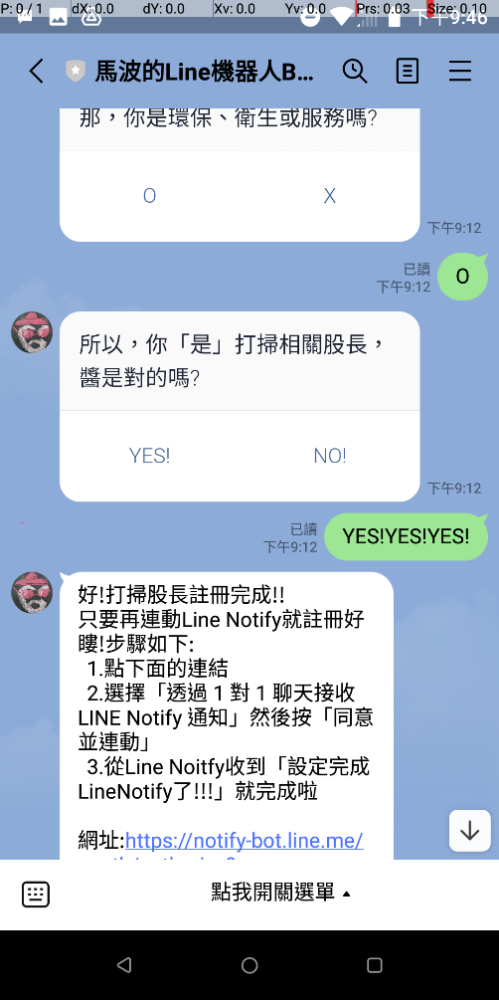 P: 0 / 1 dX: 0.0 dY: 0.0 Xv: 0.0 Yv: 0.0 Prs: 0.03 Size: 0.10
下午9:46
馬波的Line機器人B...
那，你是環保、衛生或服務嗎?
O X
下午9:12
已讀
下午9:12
O
所以，你「是」打掃相關股長，
醬是對的嗎?
YES! NO!
下午9:12
已讀
下午9:12
YES!YES!YES!
好!打掃股長註冊完成!!
只要再連動Line Notify就註冊好
瞜!步驟如下:
1.點下面的連結
2.選擇「透過 1 對 1 聊天接收
LINE Notify 通知」然後按「同意
並連動」
3.從Line Noitfy收到「設定完成
LineNotify了!!!」就完成啦
網址:https://notify-bot.line.me/
點我開關選單